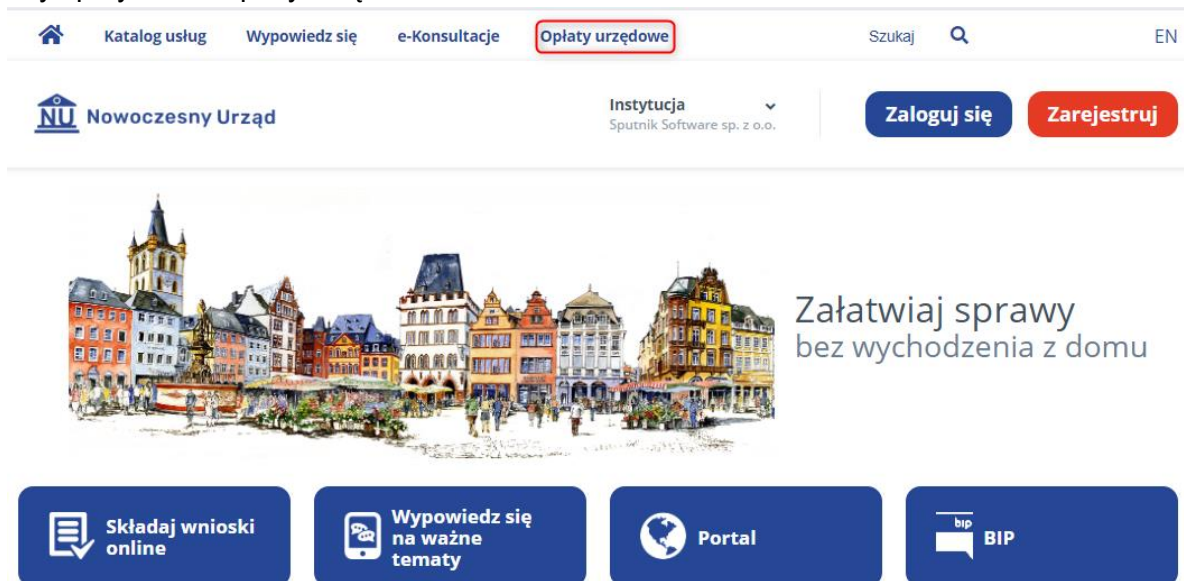 Katalog usług Wypowiedz się e-Konsultacje Opłaty urzędowe Szukaj EN
NU Nowoczesny Urząd
Instytucja
Sputnik Software sp. z o.o.
Zaloguj się Zarejestruj
Załatwiaj sprawy
bez wychodzenia z domu
Składaj wnioski
online
Wypowiedz się
na ważne
tematy
Portal
bip BIP